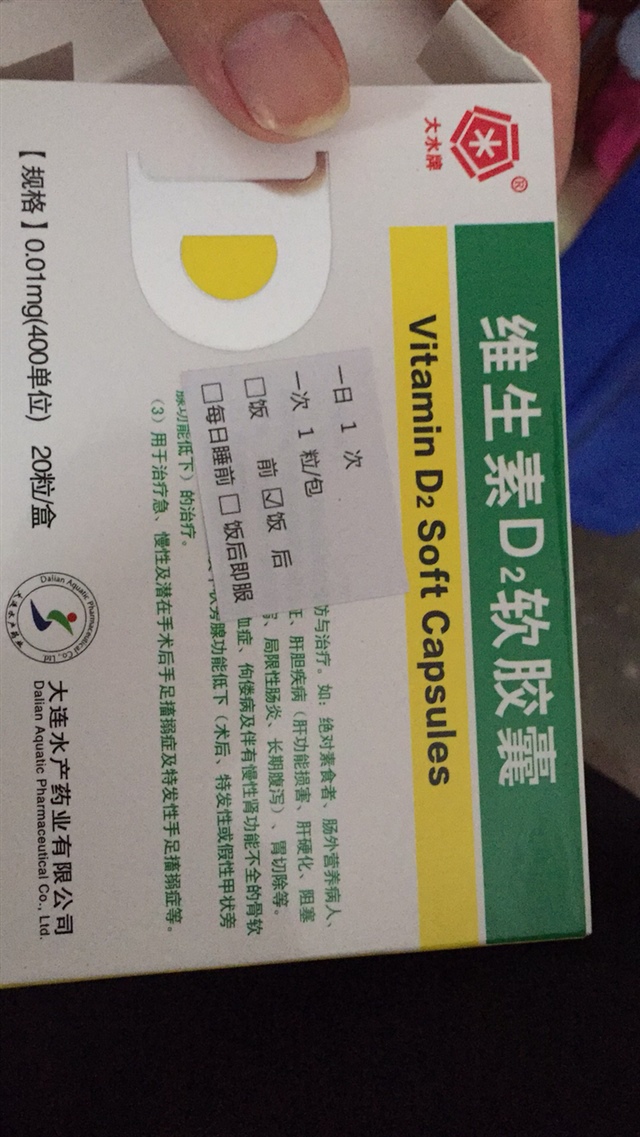 大水牌
®
维生素D2软胶囊
Vitamin D2 Soft Capsules
D
一日 1 次
一次 1 粒/包
□饭 前 ☑饭 后
□每日睡前 □饭后即服
防与治疗。如：绝对素食者、肠外营养病人、
肝胆疾病（肝功能损害、肝硬化、阻塞
局限性肠炎、长期腹泻）、胃切除等。
血症、佝偻病及伴有慢性肾功能不全的骨软
状旁腺功能低下（术后、特发性或假性甲状旁
腺功能低下）的治疗。
（3）用于治疗急、慢性及潜在手术后手足搐搦症及特发性手足搐搦症等。
【规格】0.01mg(400单位) 20粒/盒
Dalian Aquatic Pharmaceutical Co., Ltd.
大连水产药业有限公司
Dalian Aquatic Pharmaceutical Co., Ltd.